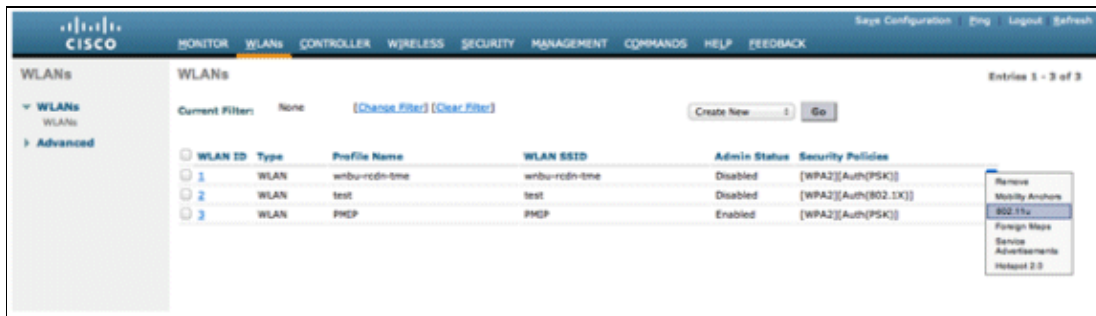 Save Configuration | Ping | Logout | Refresh
CISCO
MONITOR WLANs CONTROLLER WIRELESS SECURITY MANAGEMENT COMMANDS HELP FEEDBACK
WLANs
WLANs
WLANs
Advanced
WLANs
Entries 1 - 3 of 3
Current Filter: None [Change Filter] [Clear Filter]
Create New Go
WLAN ID Type Profile Name WLAN SSID Admin Status Security Policies
1 WLAN wnbu-rcdn-tme wnbu-rcdn-tme Disabled [WPA2][Auth(PSK)]
2 WLAN test test Disabled [WPA2][Auth(802.1X)]
3 WLAN PMIP PMIP Enabled [WPA2][Auth(PSK)]
Remove
Mobility Anchors
802.11u
Foreign Maps
Service
Advertisements
Hotspot 2.0